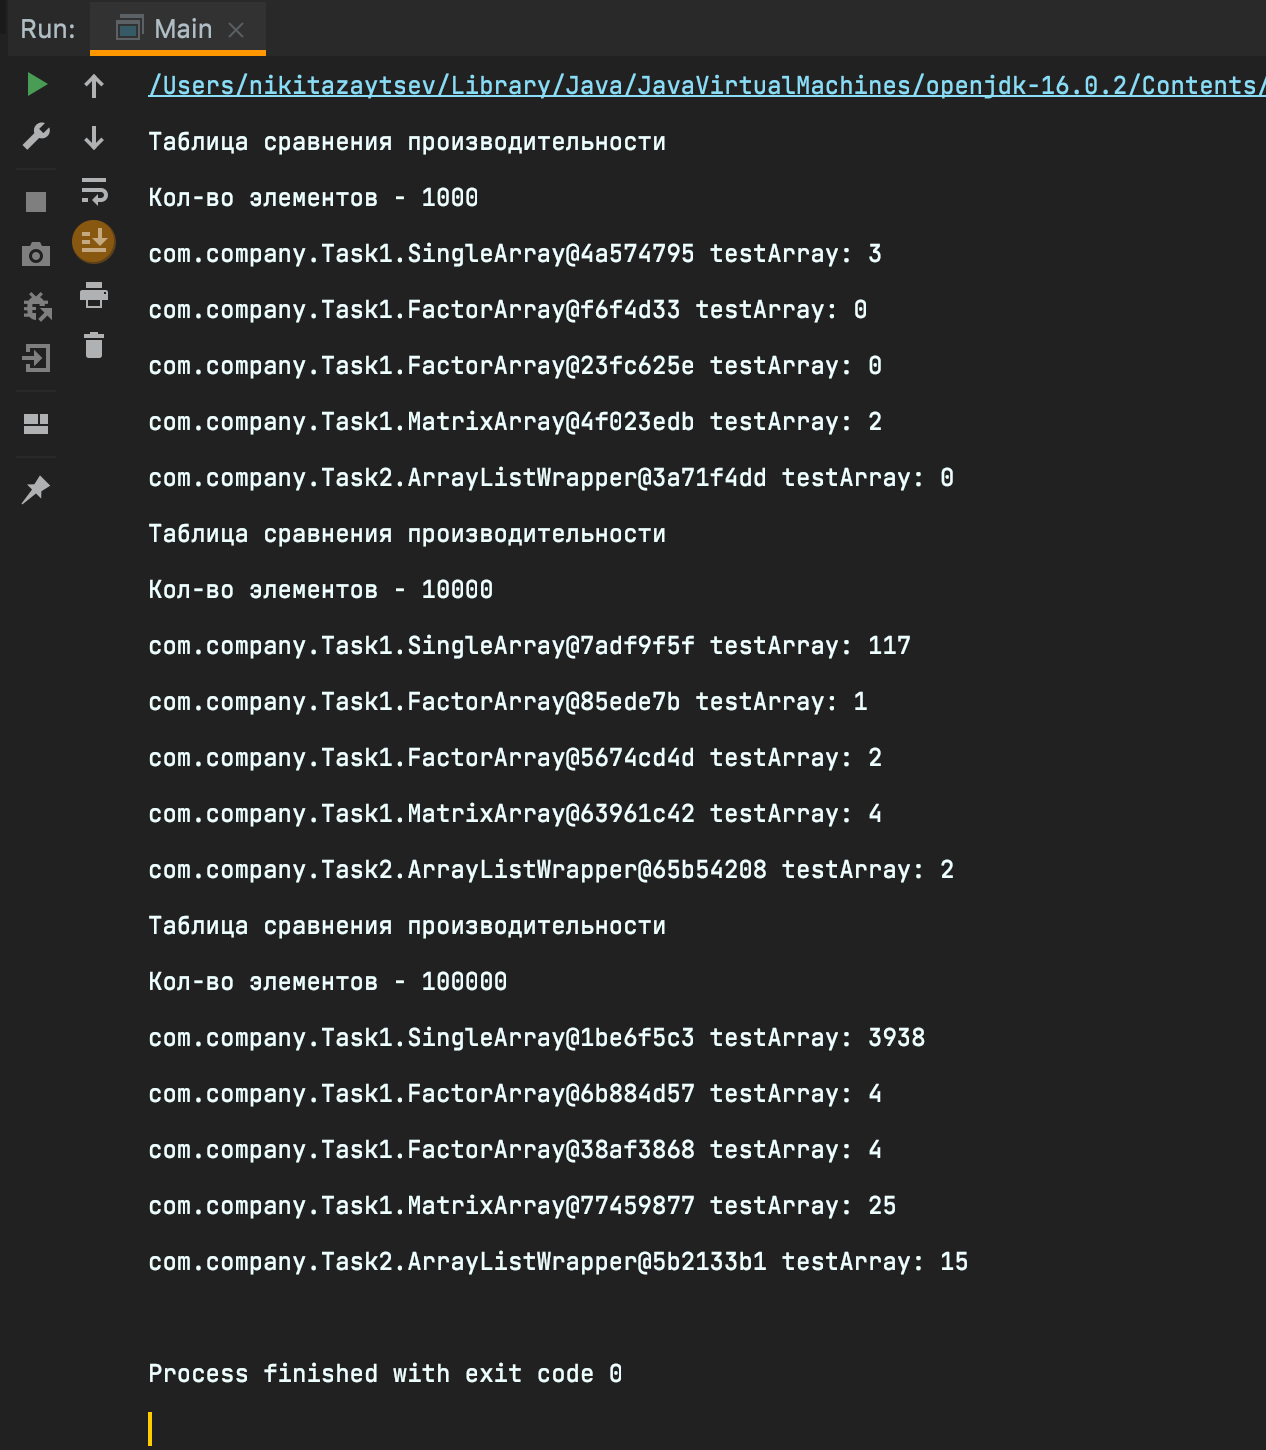 Run: Main
/Users/nikitazaytsev/Library/Java/JavaVirtualMachines/openjdk-16.0.2/Contents/
Таблица сравнения производительности
Кол-во элементов - 1000
com.company.Task1.SingleArray@4a574795 testArray: 3
com.company.Task1.FactorArray@f6f4d33 testArray: 0
com.company.Task1.FactorArray@23fc625e testArray: 0
com.company.Task1.MatrixArray@4f023edb testArray: 2
com.company.Task2.ArrayListWrapper@3a71f4dd testArray: 0
Таблица сравнения производительности
Кол-во элементов - 10000
com.company.Task1.SingleArray@7adf9f5f testArray: 117
com.company.Task1.FactorArray@85ede7b testArray: 1
com.company.Task1.FactorArray@5674cd4d testArray: 2
com.company.Task1.MatrixArray@63961c42 testArray: 4
com.company.Task2.ArrayListWrapper@65b54208 testArray: 2
Таблица сравнения производительности
Кол-во элементов - 100000
com.company.Task1.SingleArray@1be6f5c3 testArray: 3938
com.company.Task1.FactorArray@6b884d57 testArray: 4
com.company.Task1.FactorArray@38af3868 testArray: 4
com.company.Task1.MatrixArray@77459877 testArray: 25
com.company.Task2.ArrayListWrapper@5b2133b1 testArray: 15
Process finished with exit code 0